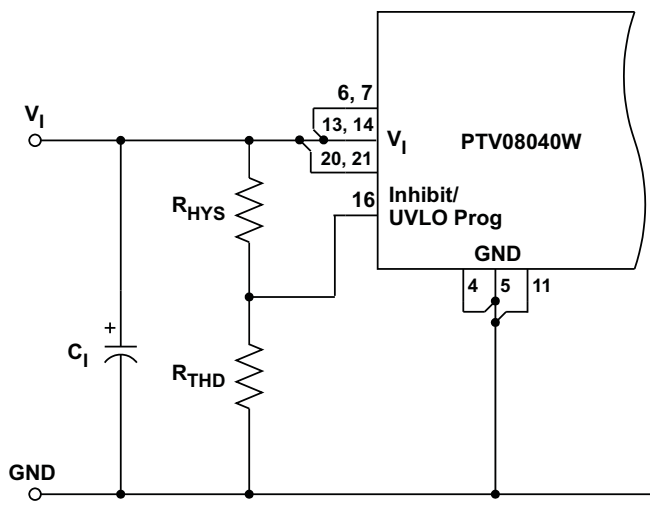 6, 7
V_I
13, 14
V_I
PTV08040W
20, 21
16
Inhibit/
UVLO Prog
R_HYS
GND
4
5
11
+
C_I
R_THD
GND